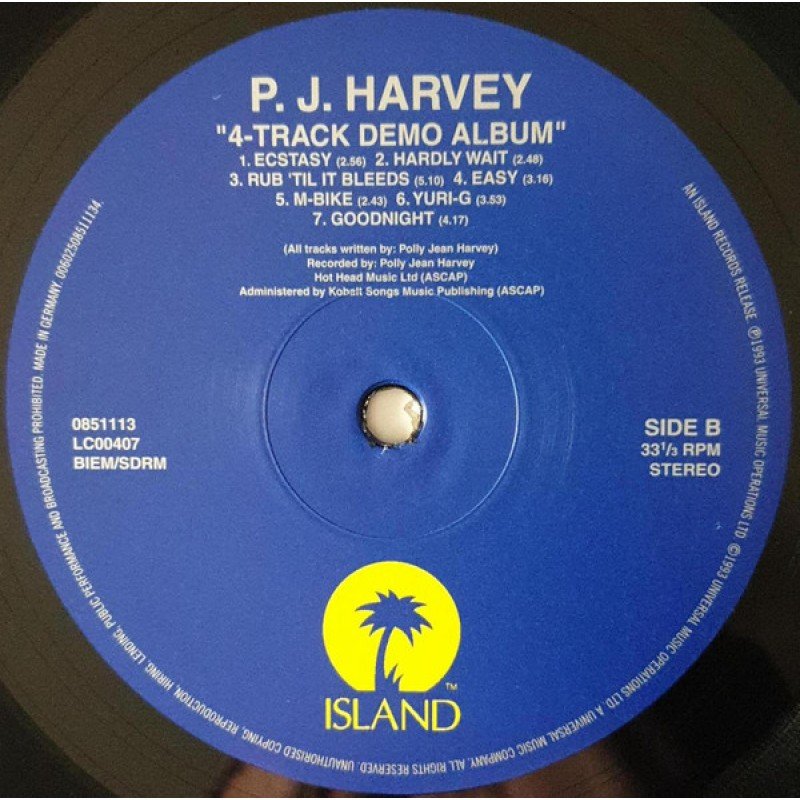 P. J. HARVEY
"4-TRACK DEMO ALBUM"
1. ECSTASY (2.56) 2. HARDLY WAIT (2.48)
3. RUB 'TIL IT BLEEDS (5.10) 4. EASY (3.16)
5. M-BIKE (2.43) 6. YURI-G (3.53)
7. GOODNIGHT (4.17)
(All tracks written by: Polly Jean Harvey)
Recorded by: Polly Jean Harvey
Hot Head Music Ltd (ASCAP)
Administered by Kobalt Songs Music Publishing (ASCAP)
0851113
LC00407
BIEM/SDRM
SIDE B
33¹/₃ RPM
STEREO
ISLAND ™
AN ISLAND RECORDS RELEASE. ℗1993 UNIVERSAL MUSIC OPERATIONS LTD. ©1993 UNIVERSAL MUSIC OPERATIONS LTD. A UNIVERSAL MUSIC COMPANY. ALL RIGHTS RESERVED. UNAUTHORISED COPYING, REPRODUCTION, HIRING, LENDING, PUBLIC PERFORMANCE AND BROADCASTING PROHIBITED. MADE IN GERMANY. 00602508511134.